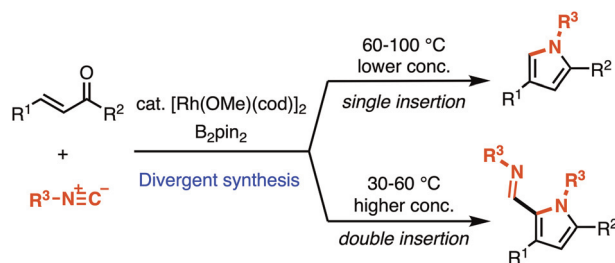 O
R¹ R²
+
R³–N≡C
+ −
cat. [Rh(OMe)(cod)]₂
B₂pin₂
Divergent synthesis
60-100 °C
lower conc.
single insertion
R³
N
R²
R¹
30-60 °C
higher conc.
double insertion
R³
N R³
N
R²
R¹